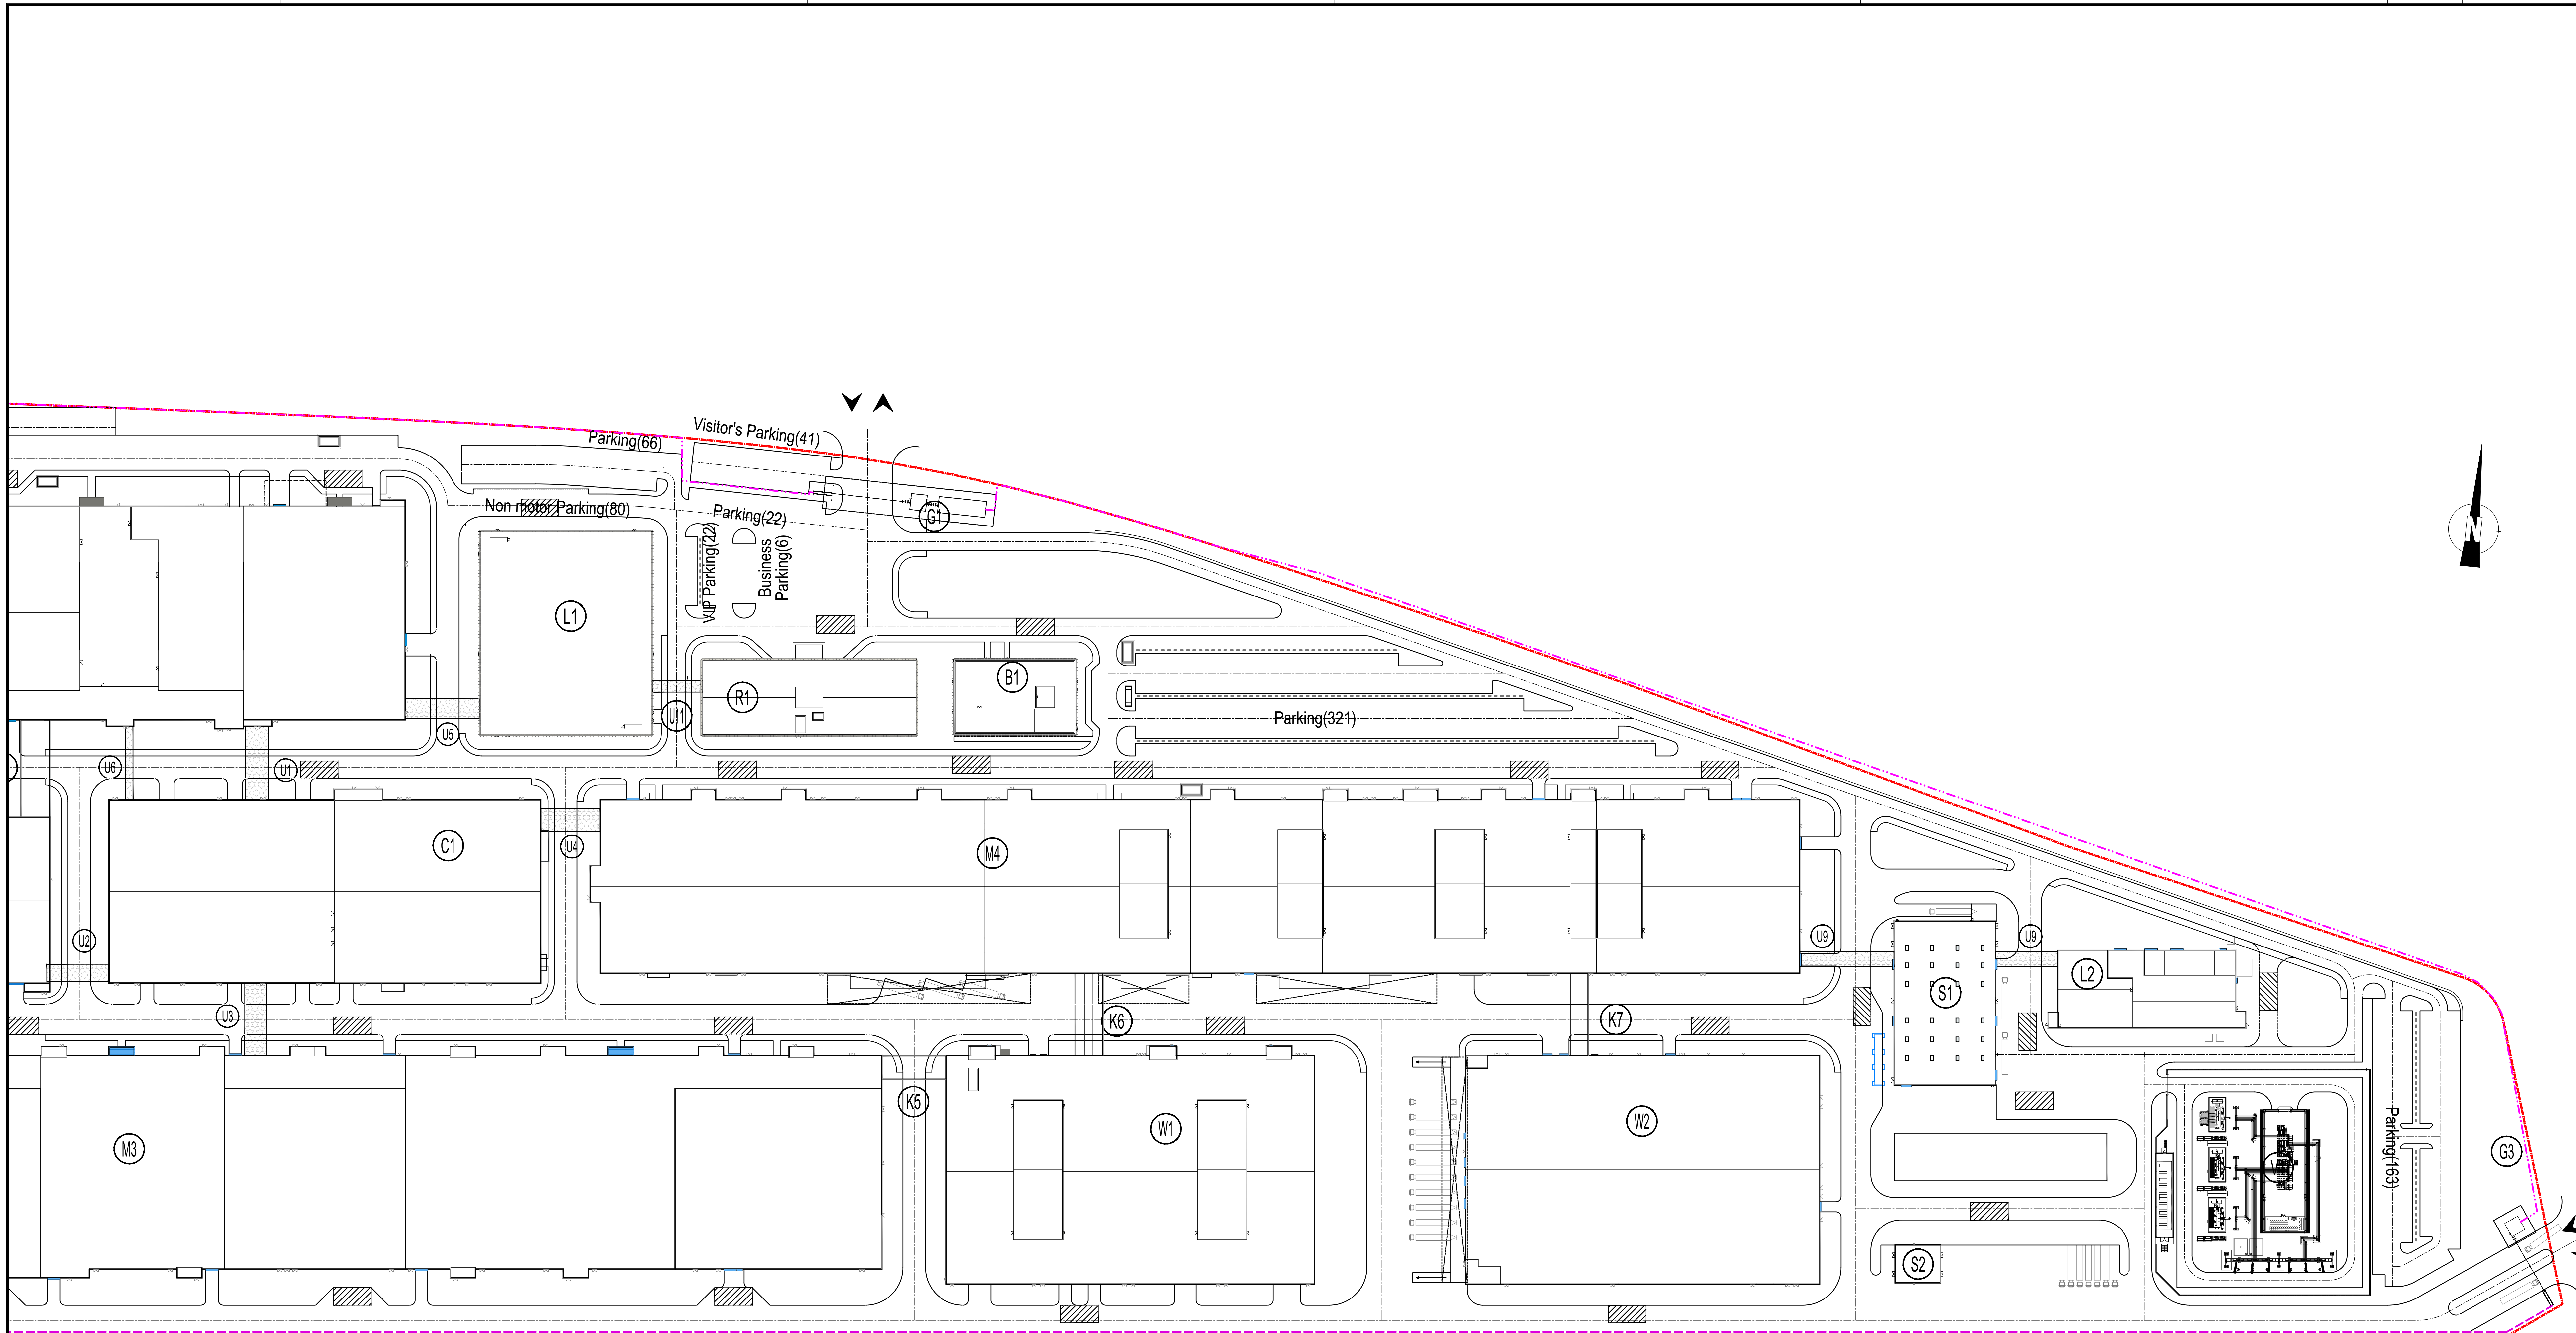 Visitor's Parking(41)
Parking(66)
Non motor Parking(80)
Parking(22)
G1
N
VIP Parking(22)
Business
Parking(6)
L1
B1
R1
U11
Parking(321)
U5
U6
U1
C1
U4
M4
U2
U9
U9
L2
S1
U3
K6
K7
K5
W1
W2
M3
Parking(163)
G3
S2